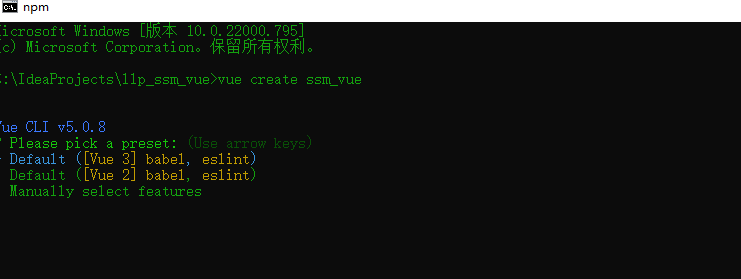 npm
icrosoft Windows [版本 10.0.22000.795]
(c) Microsoft Corporation。保留所有权利。
:\IdeaProjects\llp_ssm_vue>vue create ssm_vue
Vue CLI v5.0.8
? Please pick a preset: (Use arrow keys)
Default ([Vue 3] babel, eslint)
Default ([Vue 2] babel, eslint)
Manually select features